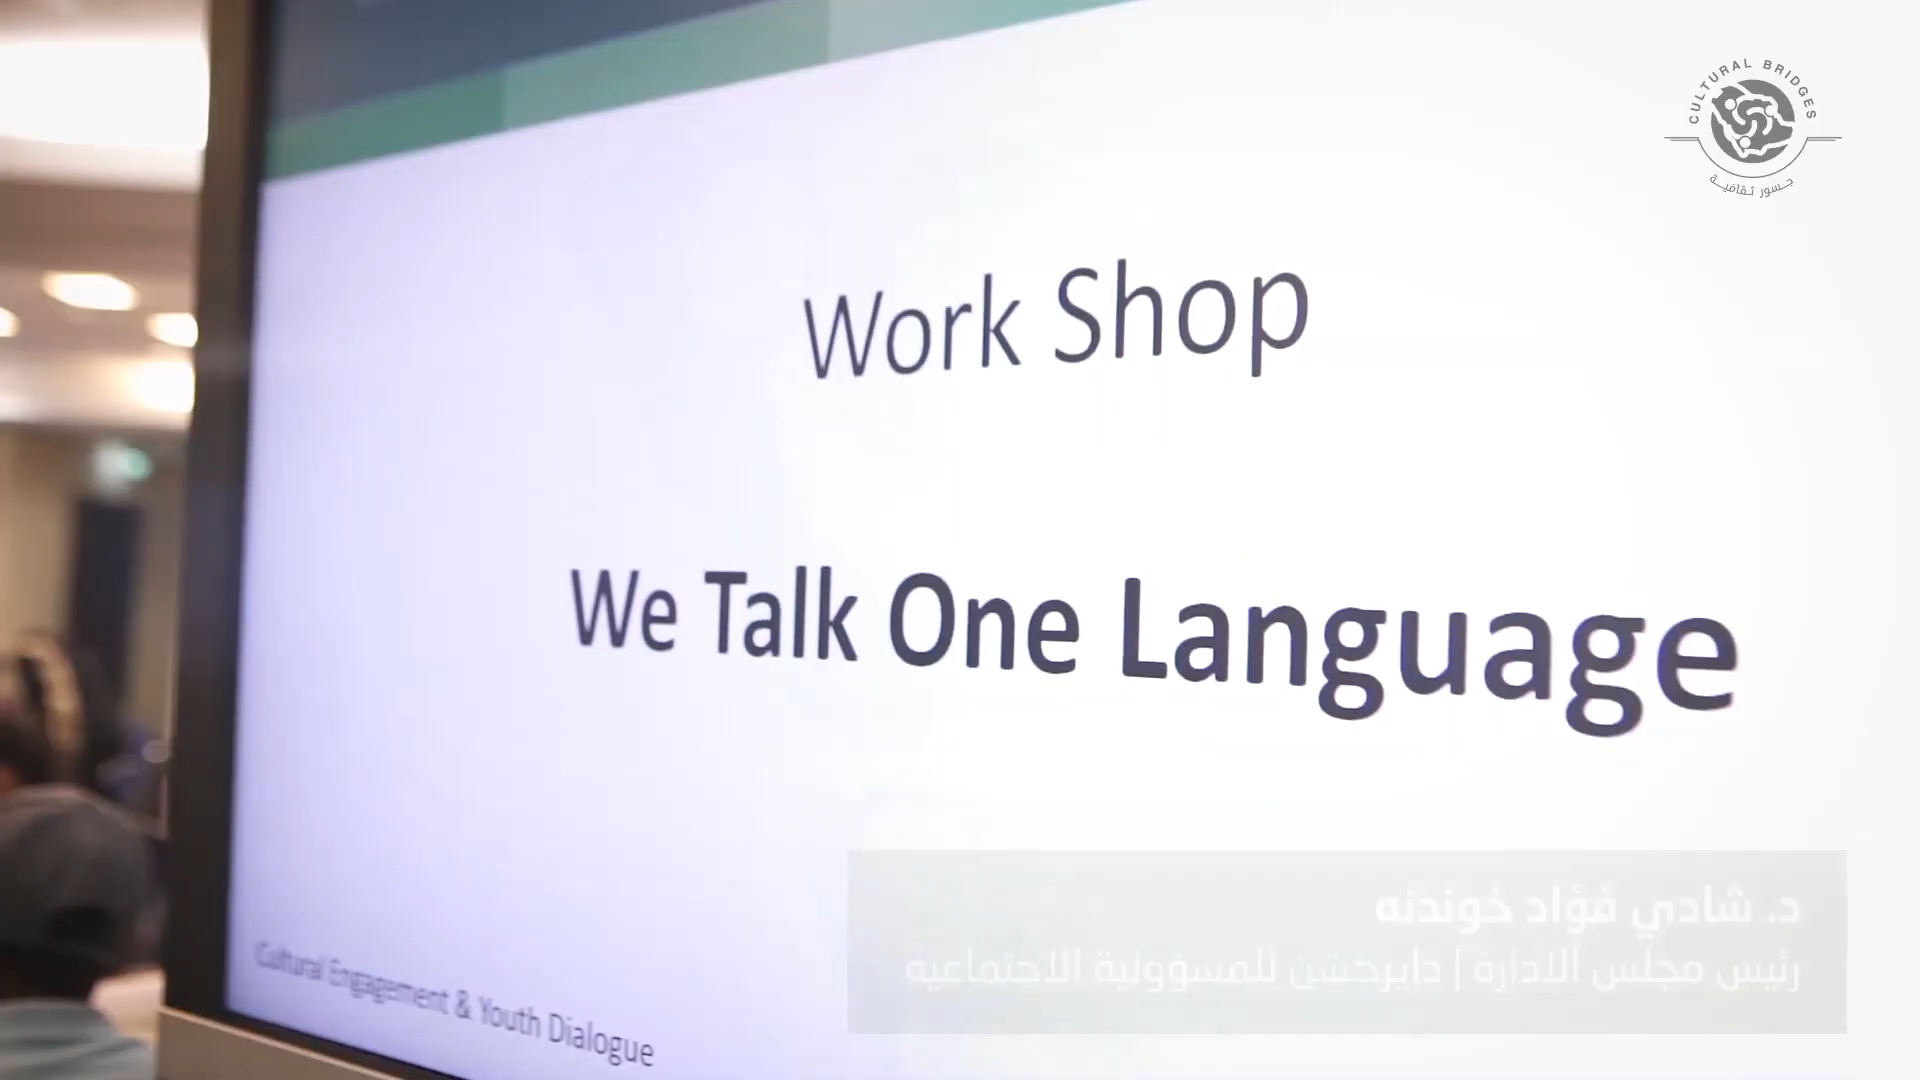 CULTURAL BRIDGES
جسور ثقافية
Work Shop
We Talk One Language
Cultural Engagement & Youth Dialogue
د. شادي فؤاد خوندنه
رئيس مجلس الادارة | دايرحشن للمسؤولية الاجتماعيه